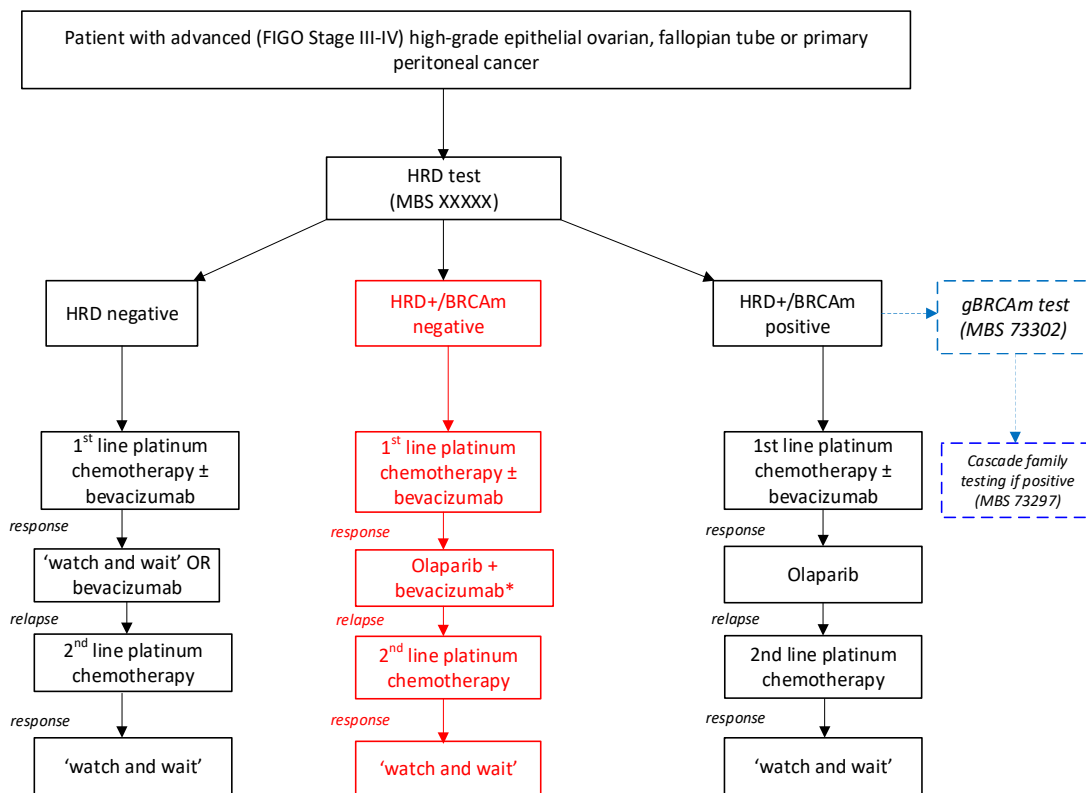 Patient with advanced (FIGO Stage III-IV) high-grade epithelial ovarian, fallopian tube or primary
peritoneal cancer
HRD test
(MBS XXXXX)
HRD negative
HRD+/BRCAm
negative
HRD+/BRCAm
positive
gBRCAm test
(MBS 73302)
1st line platinum
chemotherapy ±
bevacizumab
1st line platinum
chemotherapy ±
bevacizumab
1st line platinum
chemotherapy ±
bevacizumab
Cascade family
testing if positive
(MBS 73297)
response
response
response
‘watch and wait’ OR
bevacizumab
Olaparib +
bevacizumab*
Olaparib
relapse
relapse
relapse
2nd line platinum
chemotherapy
2nd line platinum
chemotherapy
2nd line platinum
chemotherapy
response
response
response
‘watch and wait’
‘watch and wait’
‘watch and wait’